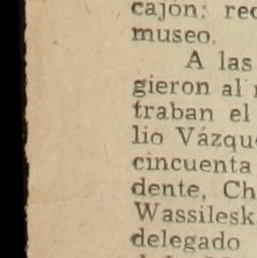 cajón; rec
museo.
A las
gieron al
traban el
lio Vázqu
cincuenta
dente, Ch
Wassilesk
delegado